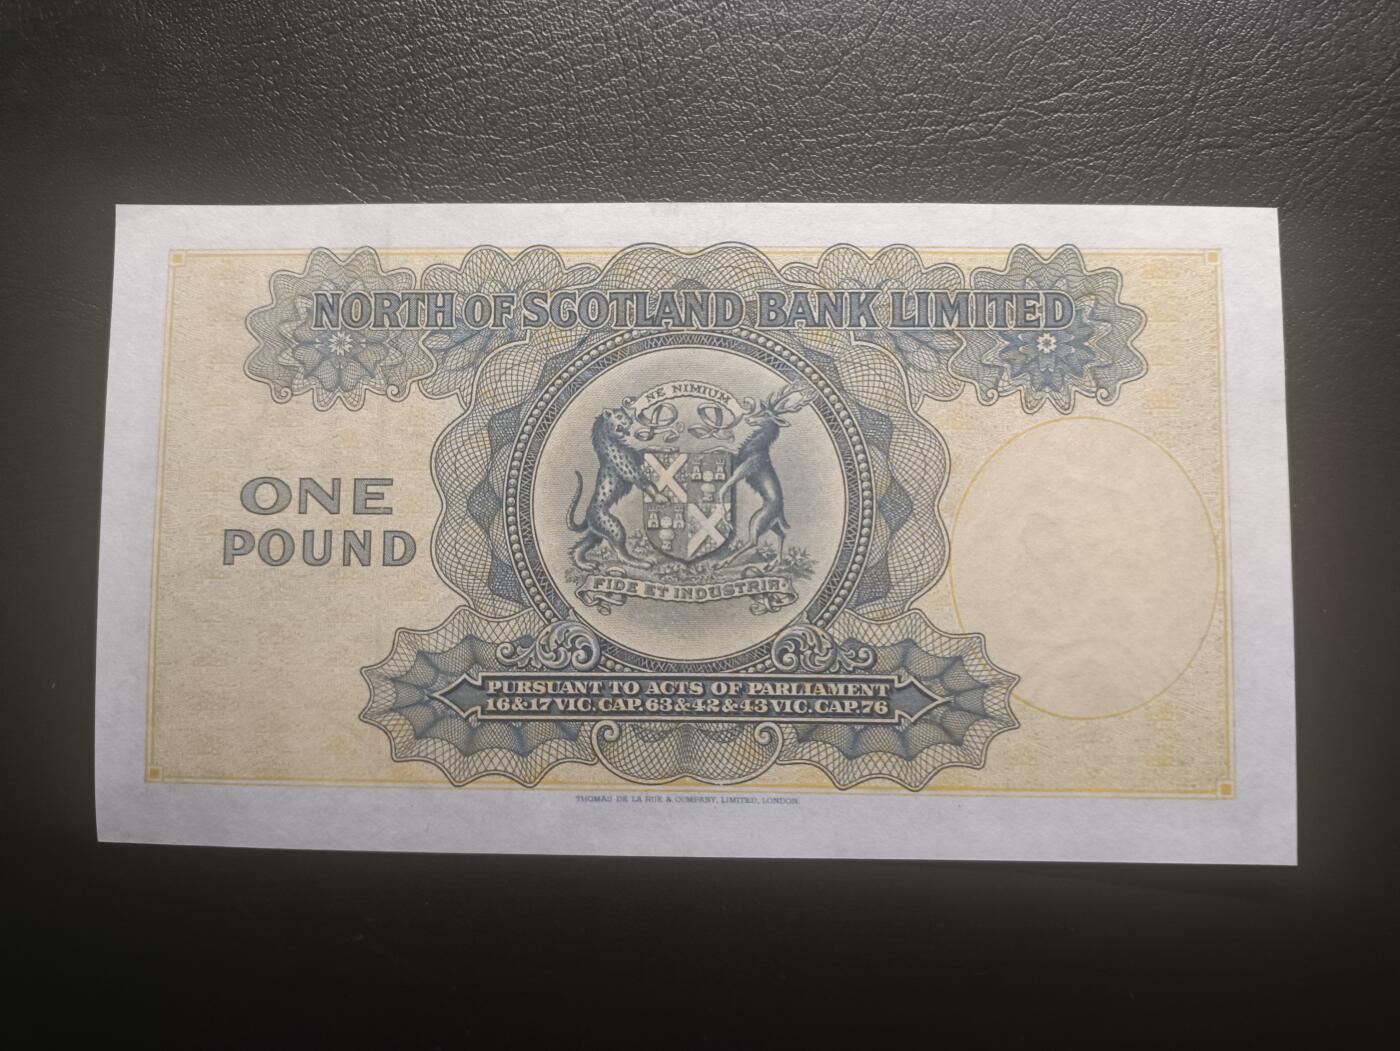 NORTH OF SCOTLAND BANK LIMITED
NE NIMIUM
ONE
POUND
FIDE ET INDUSTRIA.
PURSUANT TO ACTS OF PARLIAMENT
16 & 17 VIC. CAP. 63 & 42 & 43 VIC. CAP. 76
THOMAS DE LA RUE & COMPANY, LIMITED, LONDON.